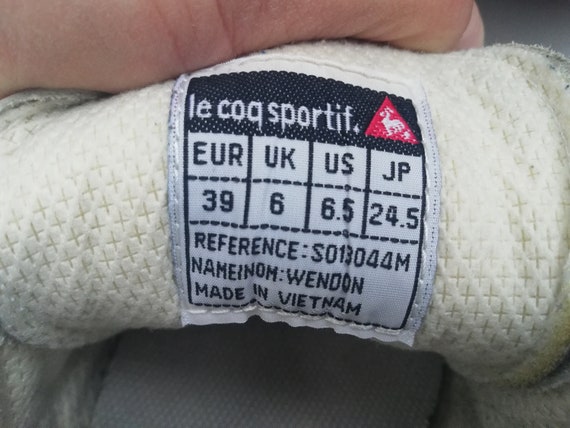 le coq sportif.
EUR UK US JP
39 6 6.5 24.5
REFERENCE:S013044M
NAME/NOM:WENDON
MADE IN VIETNAM